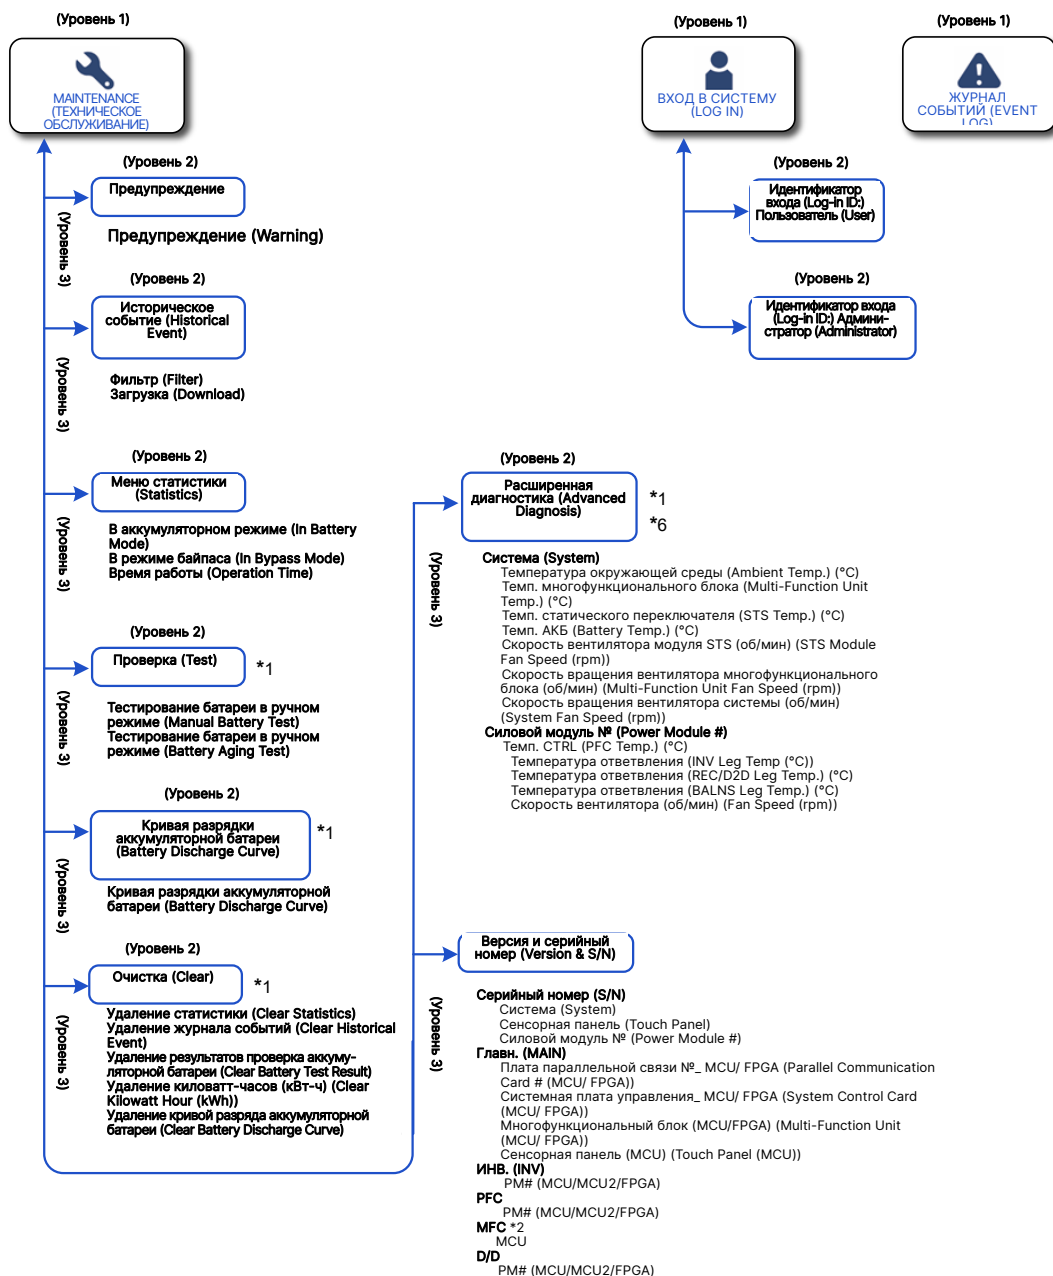 (Уровень 1)
MAINTENANCE
(ТЕХНИЧЕСКОЕ
ОБСЛУЖИВАНИЕ)
(Уровень 2)
Предупреждение
(Уровень 3)
Предупреждение (Warning)
(Уровень 2)
Историческое
событие (Historical
Event)
(Уровень 3)
Фильтр (Filter)
Загрузка (Download)
(Уровень 2)
Меню статистики
(Statistics)
(Уровень 3)
В аккумуляторном режиме (In Battery
Mode)
В режиме байпаса (In Bypass Mode)
Время работы (Operation Time)
(Уровень 2)
Проверка (Test)
*1
(Уровень 3)
Тестирование батареи в ручном
режиме (Manual Battery Test)
Тестирование батареи в ручном
режиме (Battery Aging Test)
(Уровень 2)
Кривая разрядки
аккумуляторной батареи
(Battery Discharge Curve)
*1
(Уровень 3)
Кривая разрядки аккумуляторной
батареи (Battery Discharge Curve)
(Уровень 2)
Очистка (Clear)
*1
(Уровень 3)
Удаление статистики (Clear Statistics)
Удаление журнала событий (Clear Historical
Event)
Удаление результатов проверка аккуму-
ляторной батареи (Clear Battery Test Result)
Удаление киловатт-часов (кВт-ч) (Clear
Kilowatt Hour (kWh))
Удаление кривой разряда аккумуляторной
батареи (Clear Battery Discharge Curve)
(Уровень 2)
Расширенная
диагностика (Advanced
Diagnosis)
*1
*6
(Уровень 3)
Система (System)
Температура окружающей среды (Ambient Temp.) (°C)
Темп. многофункционального блока (Multi-Function Unit
Temp.) (°C)
Темп. статического переключателя (STS Temp.) (°C)
Темп. АКБ (Battery Temp.) (°C)
Скорость вентилятора модуля STS (об/мин) (STS Module
Fan Speed (rpm))
Скорость вращения вентилятора многофункционального
блока (об/мин) (Multi-Function Unit Fan Speed (rpm))
Скорость вращения вентилятора системы (об/мин)
(System Fan Speed (rpm))
Силовой модуль № (Power Module #)
Темп. CTRL (PFC Temp.) (°C)
Температура ответвления (INV Leg Temp (°C))
Температура ответвления (REC/D2D Leg Temp.) (°C)
Температура ответвления (BALNS Leg Temp.) (°C)
Скорость вентилятора (об/мин) (Fan Speed (rpm))
Версия и серийный
номер (Version & S/N)
(Уровень 3)
Серийный номер (S/N)
Система (System)
Сенсорная панель (Touch Panel)
Силовой модуль № (Power Module #)
Главн. (MAIN)
Плата параллельной связи №_ MCU/ FPGA (Parallel Communication
Card # (MCU/ FPGA))
Системная плата управления_ MCU/ FPGA (System Control Card
(MCU/ FPGA))
Многофункциональный блок (MCU/FPGA) (Multi-Function Unit
(MCU/ FPGA))
Сенсорная панель (MCU) (Touch Panel (MCU))
ИНВ. (INV)
PM# (MCU/MCU2/FPGA)
PFC
PM# (MCU/MCU2/FPGA)
MFC *2
MCU
D/D
PM# (MCU/MCU2/FPGA)
(Уровень 1)
ВХОД В СИСТЕМУ
(LOG IN)
(Уровень 2)
Идентификатор
входа (Log-in ID:)
Пользователь (User)
(Уровень 2)
Идентификатор входа
(Log-in ID:) Админи-
стратор (Administrator)
(Уровень 1)
ЖУРНАЛ
СОБЫТИЙ (EVENT
LOG)